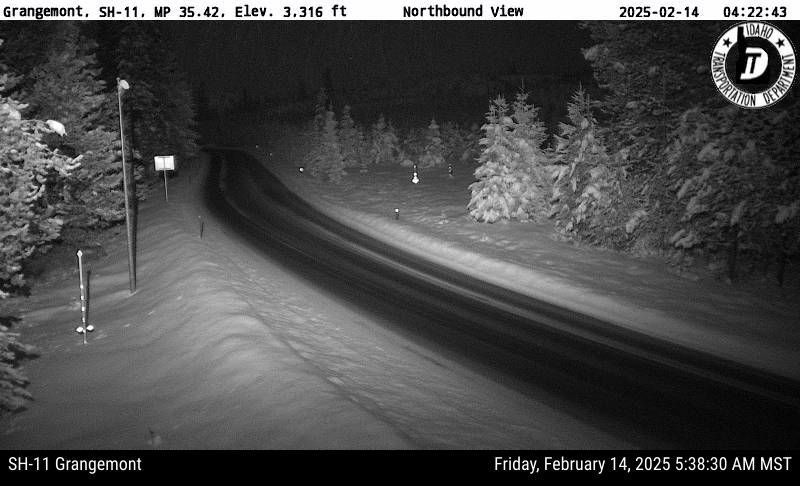 Grangemont, SH-11, MP 35.42, Elev. 3,316 ft Northbound View 2025-02-14 04:22:43
IDAHO
TRANSPORTATION DEPARTMENT
SH-11 Grangemont Friday, February 14, 2025 5:38:30 AM MST